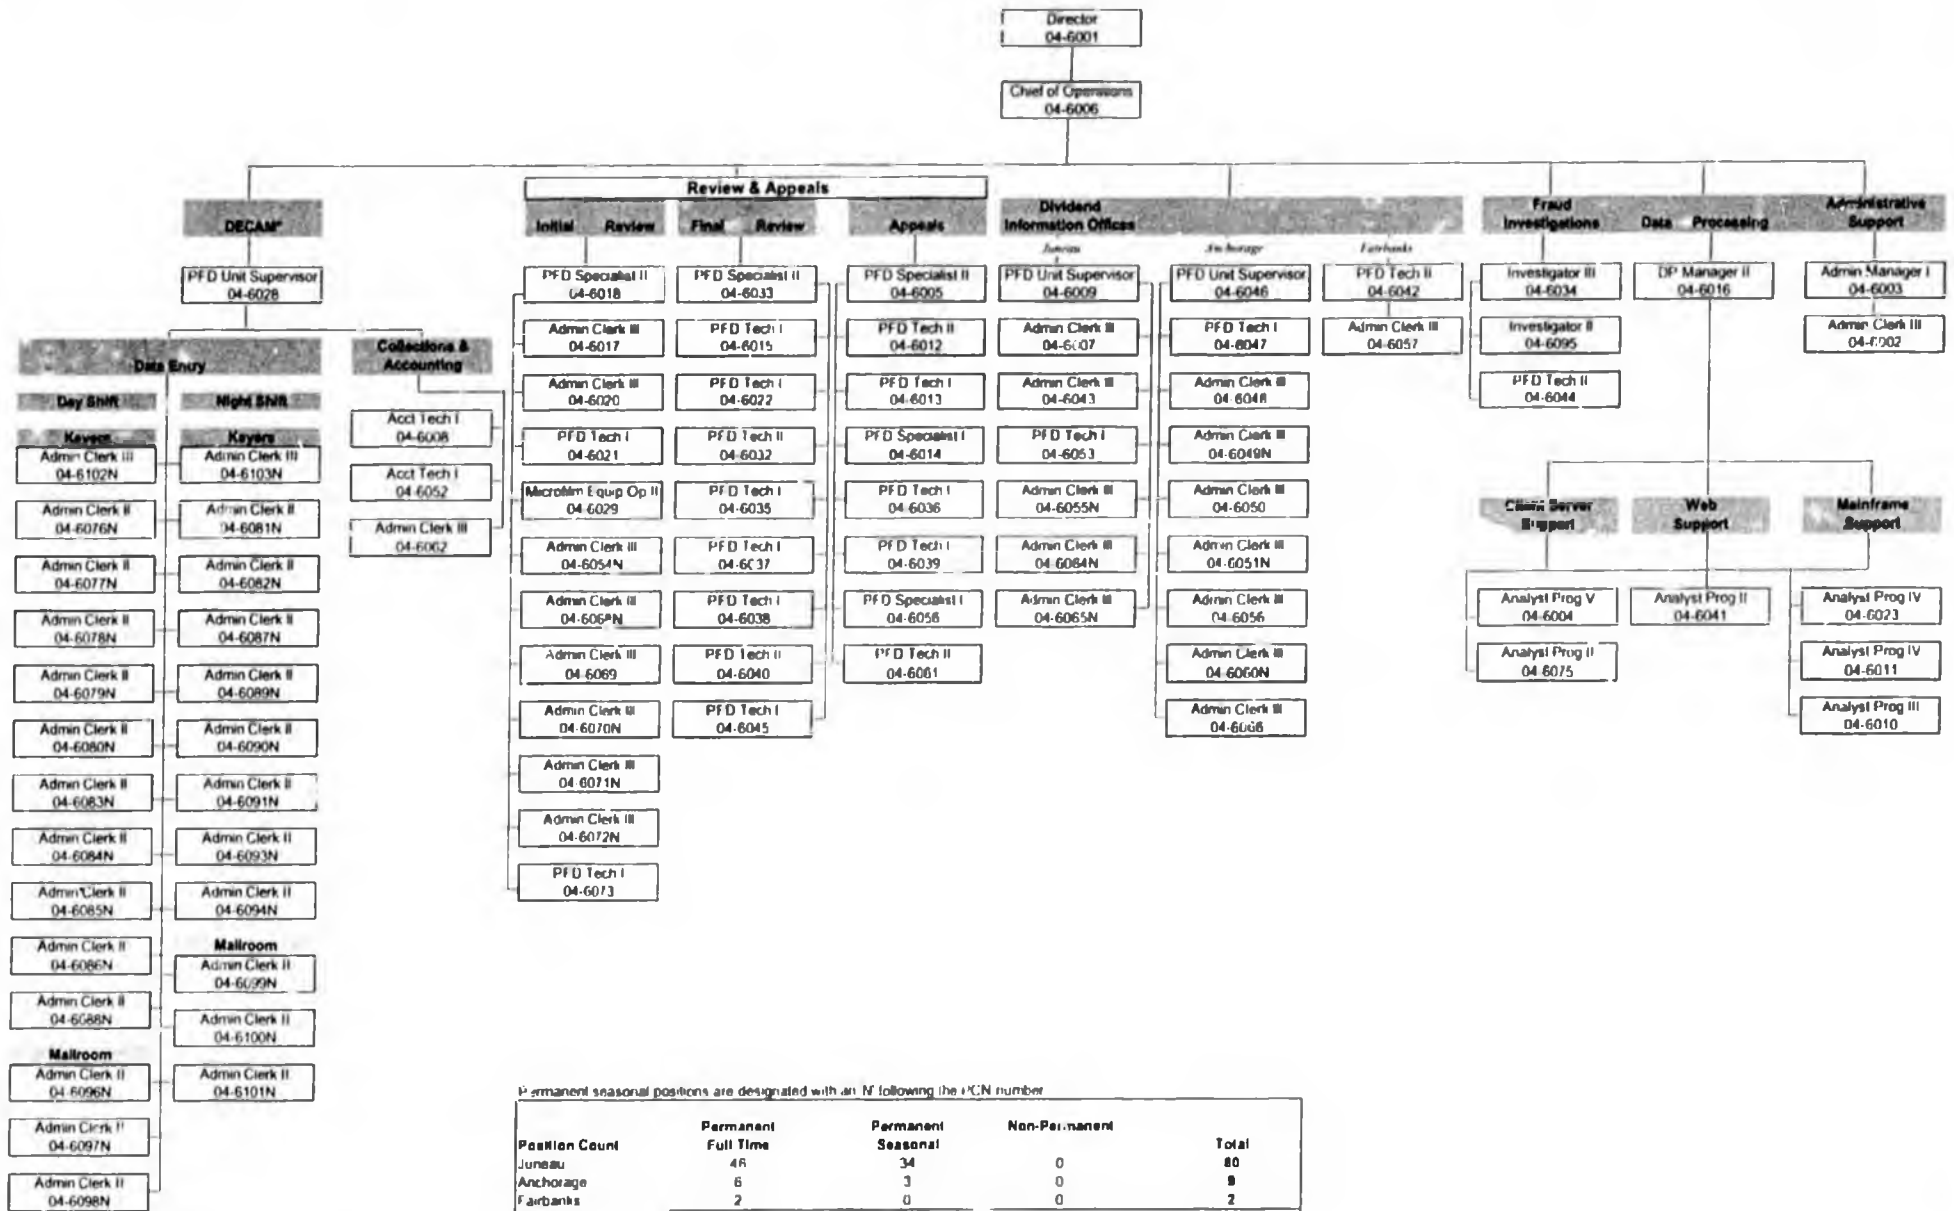 Director
04-6001
Chief of Operations
04-6006
DECAM*
PFD Unit Supervisor
04-6028
Data Entry
Day Shift
Keyers
Admin Clerk III
04-6102N
Admin Clerk II
04-6076N
Admin Clerk II
04-6077N
Admin Clerk II
04-6078N
Admin Clerk II
04-6079N
Admin Clerk II
04-6080N
Admin Clerk II
04-6083N
Admin Clerk II
04-6084N
Admin Clerk II
04-6085N
Admin Clerk II
04-6086N
Admin Clerk II
04-6088N
Mailroom
Admin Clerk II
04-6096N
Admin Clerk II
04-6097N
Admin Clerk II
04-6098N
Night Shift
Keyers
Admin Clerk III
04-6103N
Admin Clerk II
04-6081N
Admin Clerk II
04-6082N
Admin Clerk II
04-6087N
Admin Clerk II
04-6089N
Admin Clerk II
04-6090N
Admin Clerk II
04-6091N
Admin Clerk II
04-6093N
Admin Clerk II
04-6094N
Mailroom
Admin Clerk II
04-6099N
Admin Clerk II
04-6100N
Admin Clerk II
04-6101N
Collections &
Accounting
Acct Tech I
04-6008
Acct Tech I
04-6052
Admin Clerk III
04-6062
Review & Appeals
Initial Review
PFD Specialist II
04-6018
Admin Clerk III
04-6017
Admin Clerk III
04-6020
PFD Tech I
04-6021
Microfilm Equip Op II
04-6029
Admin Clerk III
04-6054N
Admin Clerk III
04-6068N
Admin Clerk III
04-6069
Admin Clerk III
04-6070N
Admin Clerk III
04-6071N
Admin Clerk III
04-6072N
PFD Tech I
04-6073
Final Review
PFD Specialist II
04-6033
PFD Tech I
04-6015
PFD Tech I
04-6022
PFD Tech II
04-6032
PFD Tech I
04-6035
PFD Tech I
04-6037
PFD Tech I
04-6038
PFD Tech II
04-6040
PFD Tech I
04-6045
Appeals
PFD Specialist II
04-6005
PFD Tech II
04-6012
PFD Tech I
04-6013
PFD Specialist I
04-6014
PFD Tech I
04-6036
PFD Tech I
04-6039
PFD Specialist I
04-6058
PFD Tech II
04-6061
Dividend
Information Offices
Juneau
PFD Unit Supervisor
04-6009
Admin Clerk III
04-6007
Admin Clerk III
04-6043
PFD Tech I
04-6053
Admin Clerk III
04-6055N
Admin Clerk III
04-6064N
Admin Clerk III
04-6065N
Anchorage
PFD Unit Supervisor
04-6046
PFD Tech I
04-6047
Admin Clerk III
04-6048
Admin Clerk III
04-6049N
Admin Clerk III
04-6050
Admin Clerk III
04-6051N
Admin Clerk III
04-6056
Admin Clerk III
04-6060N
Admin Clerk III
04-6066
Fairbanks
PFD Tech II
04-6042
Admin Clerk III
04-6057
Fraud
Investigations
Investigator III
04-6034
Investigator II
04-6095
PFD Tech II
04-6044
Data Processing
DP Manager II
04-6016
Client Server
Support
Analyst Prog V
04-6004
Analyst Prog II
04-6075
Web
Support
Analyst Prog II
04-6041
Mainframe
Support
Analyst Prog IV
04-6023
Analyst Prog IV
04-6011
Analyst Prog III
04-6010
Administrative
Support
Admin Manager I
04-6003
Admin Clerk III
04-6002
Permanent seasonal positions are designated with an 'N' following the PCN number
Permanent Permanent Non-Permanent
Position Count Full Time Seasonal Total
Juneau 46 34 0 80
Anchorage 6 3 0 9
Fairbanks 2 0 0 2